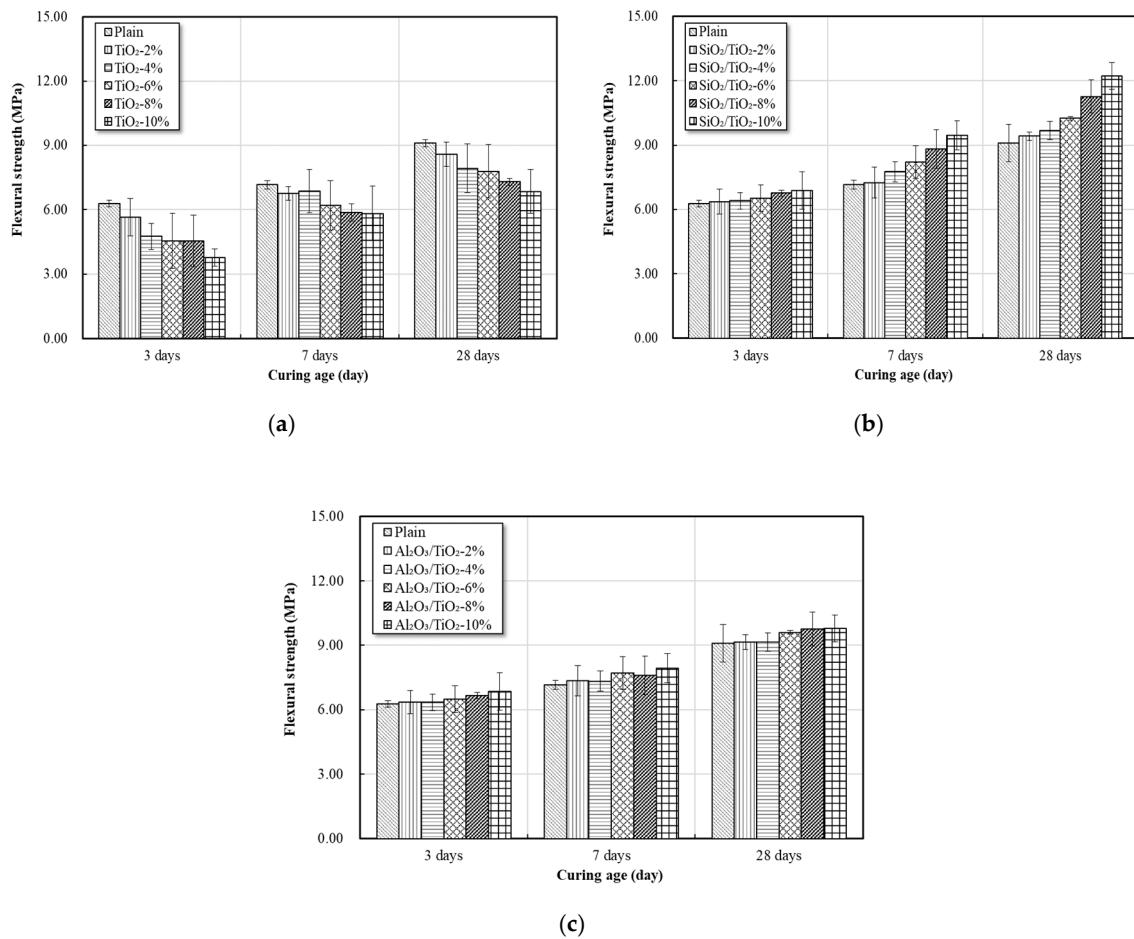 Flexural strength (MPa)
15.00
12.00
9.00
6.00
3.00
0.00
Plain
TiO₂-2%
TiO₂-4%
TiO₂-6%
TiO₂-8%
TiO₂-10%
3 days
7 days
28 days
Curing age (day)
(a)
Flexural strength (MPa)
15.00
12.00
9.00
6.00
3.00
0.00
Plain
SiO₂/TiO₂-2%
SiO₂/TiO₂-4%
SiO₂/TiO₂-6%
SiO₂/TiO₂-8%
SiO₂/TiO₂-10%
3 days
7 days
28 days
Curing age (day)
(b)
Flexural strength (MPa)
15.00
12.00
9.00
6.00
3.00
0.00
Plain
Al₂O₃/TiO₂-2%
Al₂O₃/TiO₂-4%
Al₂O₃/TiO₂-6%
Al₂O₃/TiO₂-8%
Al₂O₃/TiO₂-10%
3 days
7 days
28 days
Curing age (day)
(c)